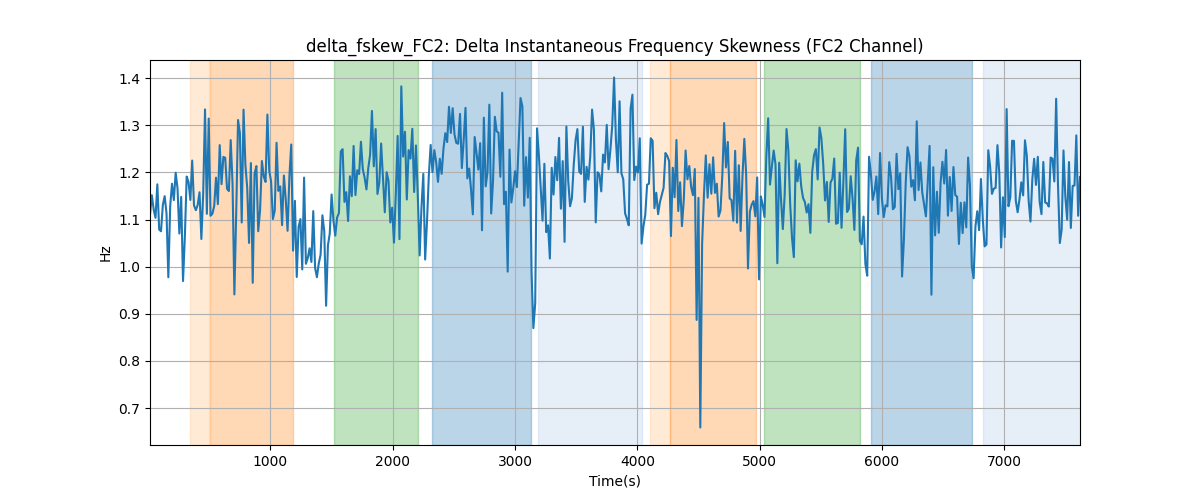 delta_fskew_FC2: Delta Instantaneous Frequency Skewness (FC2 Channel)
1.4
1.3
1.2
1.1
1.0
0.9
0.8
0.7
Hz
1000 2000 3000 4000 5000 6000 7000
Time(s)